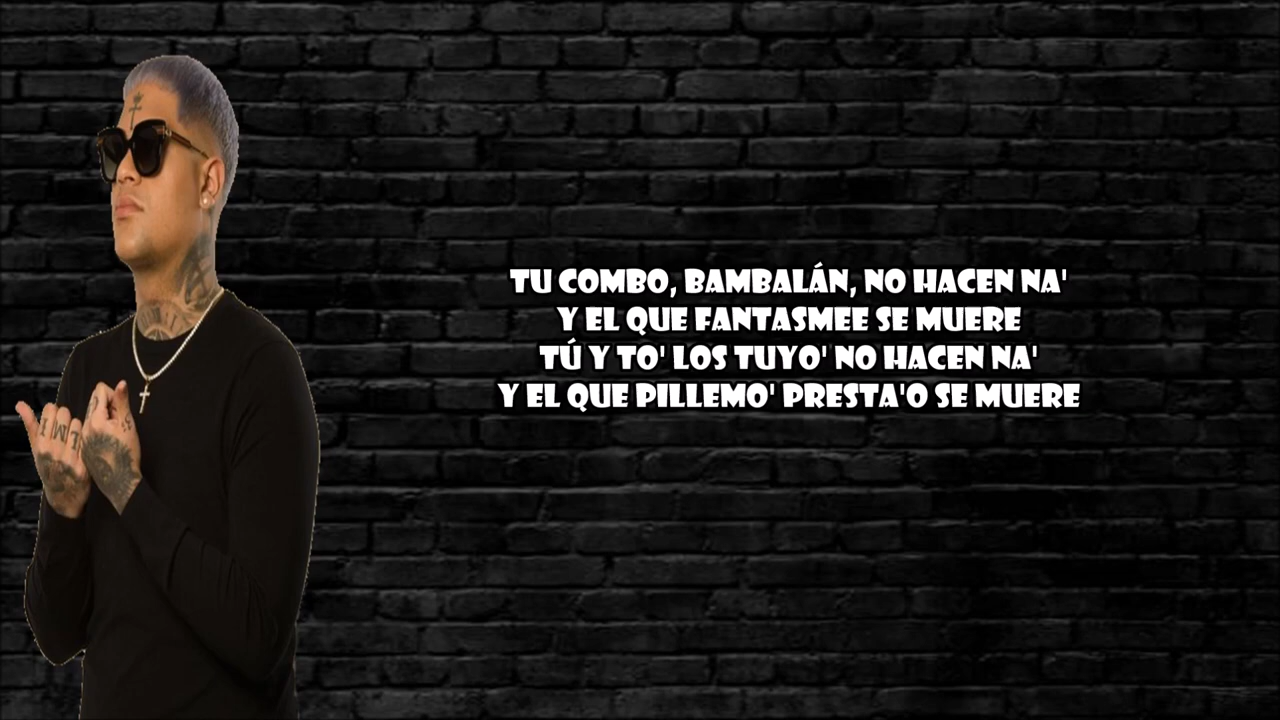 TU COMBO, BAMBALÁN, NO HACEN NA'
Y EL QUE FANTASMEE SE MUERE
TÚ Y TO' LOS TUYO' NO HACEN NA'
Y EL QUE PILLEMO' PRESTA'O SE MUERE